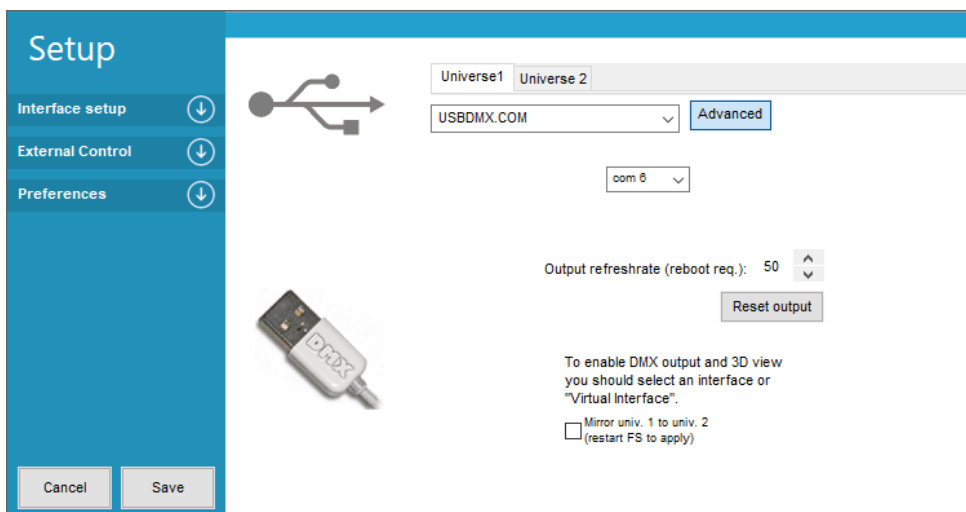 Setup
Interface setup
External Control
Preferences
Cancel
Save
Universe1
Universe 2
USBDMX.COM
Advanced
com 6
Output refreshrate (reboot req.):
50
Reset output
DMX
To enable DMX output and 3D view
you should select an interface or
"Virtual Interface".
Mirror univ. 1 to univ. 2
(restart FS to apply)